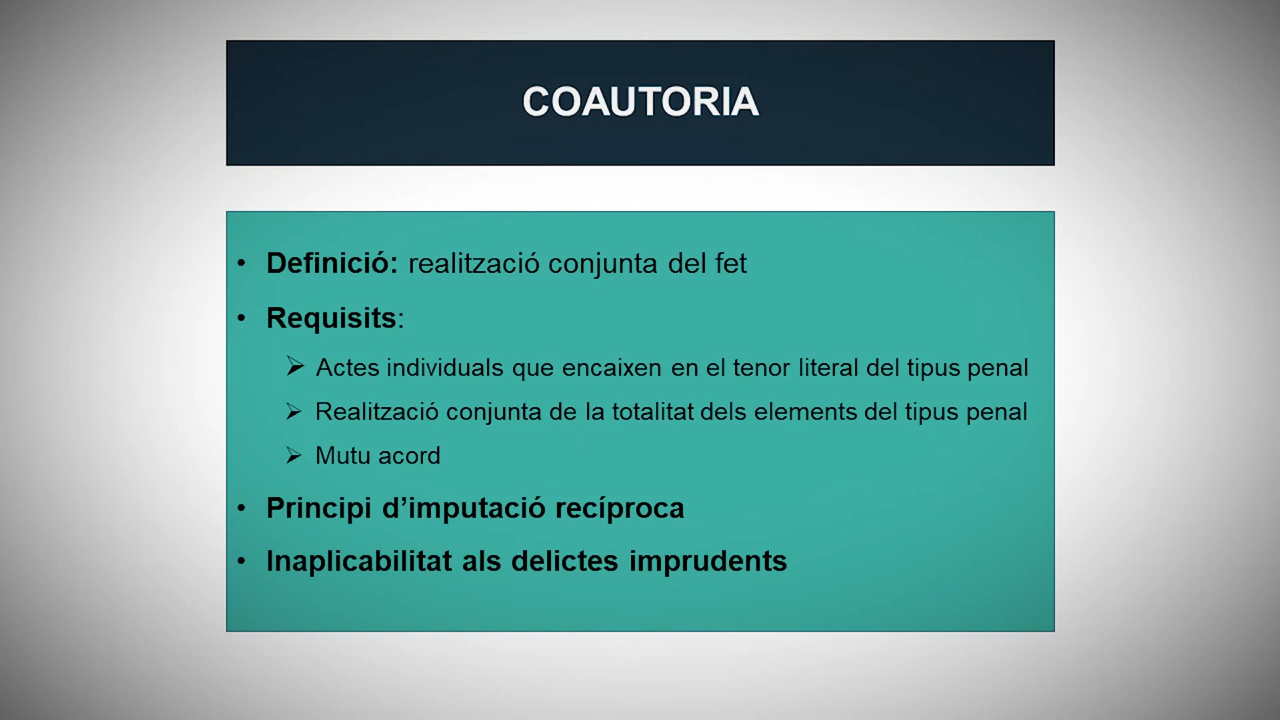 COAUTORIA
• Definició: realització conjunta del fet
• Requisits:
➢ Actes individuals que encaixen en el tenor literal del tipus penal
➢ Realització conjunta de la totalitat dels elements del tipus penal
➢ Mutu acord
• Principi d’imputació recíproca
• Inaplicabilitat als delictes imprudents